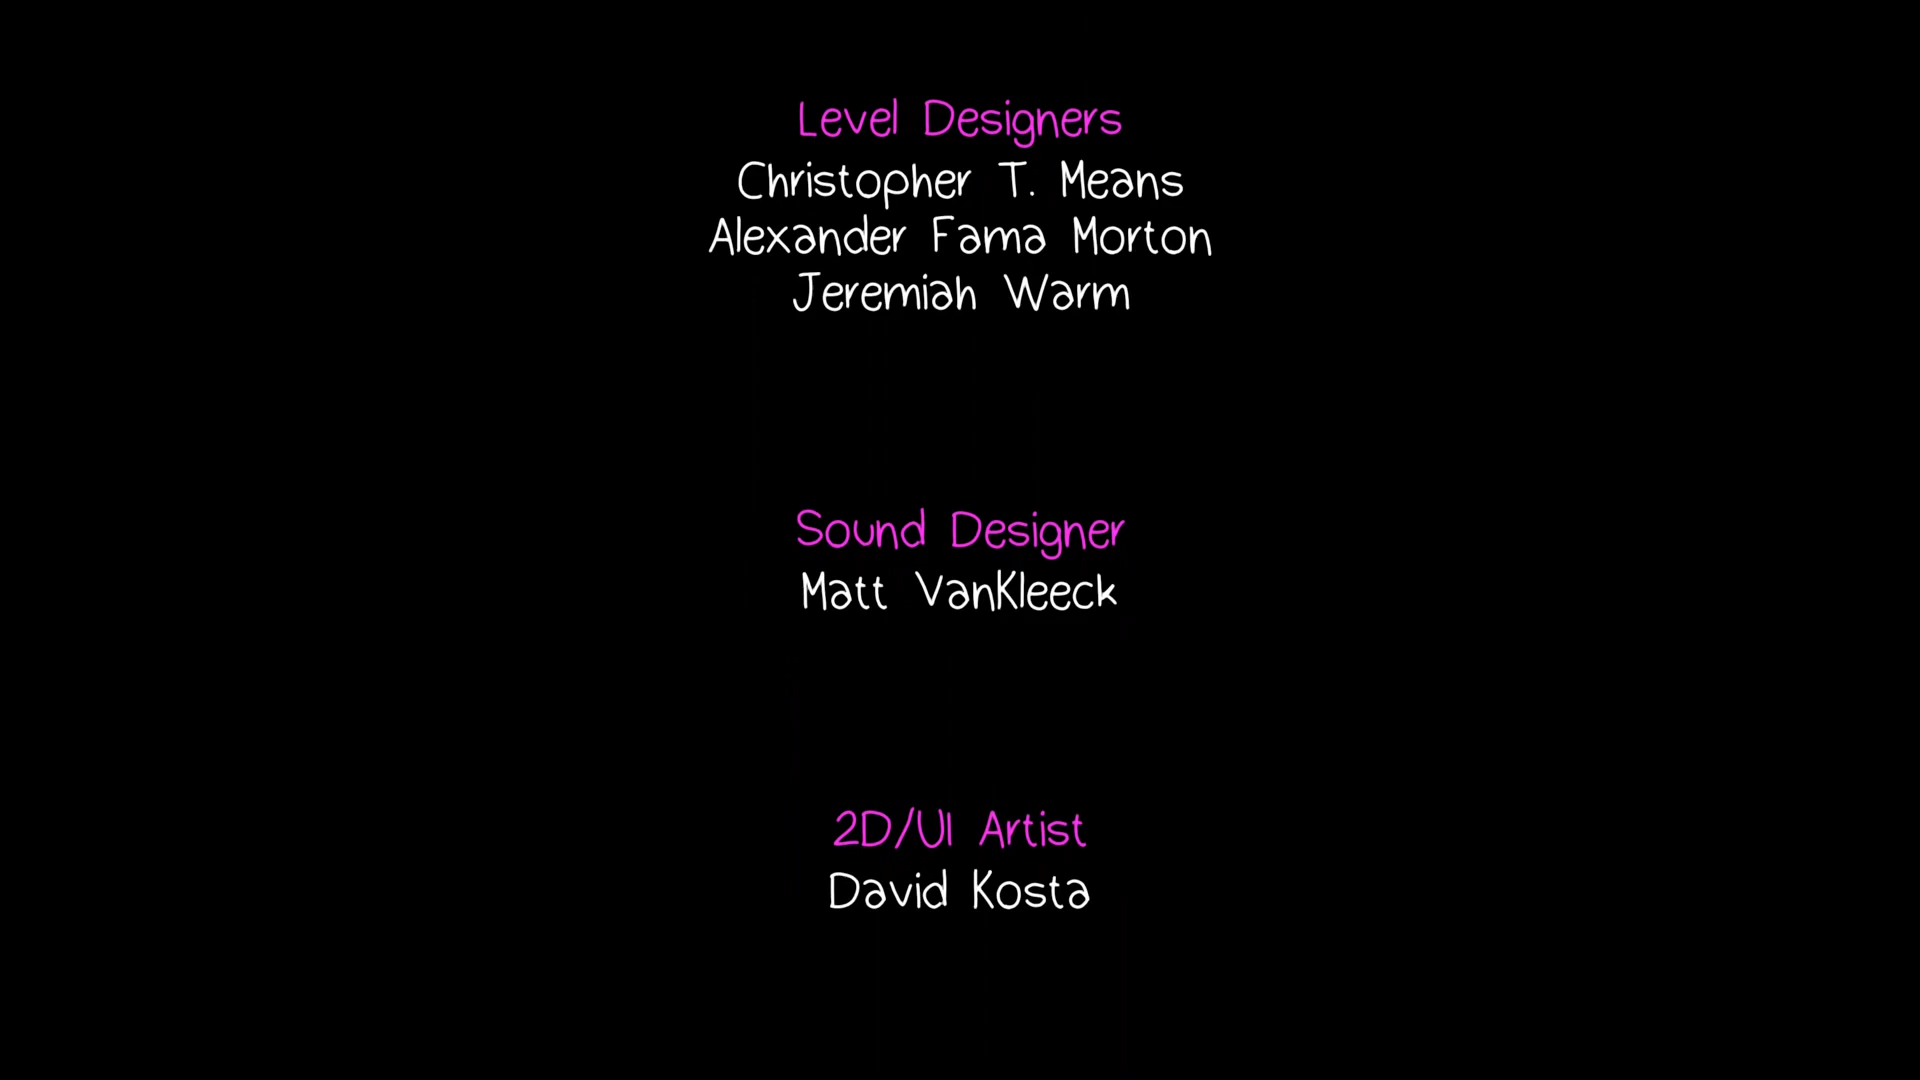 Level Designers
Christopher T. Means
Alexander Fama Morton
Jeremiah Warm
Sound Designer
Matt VanKleeck
2D/UI Artist
David Kosta